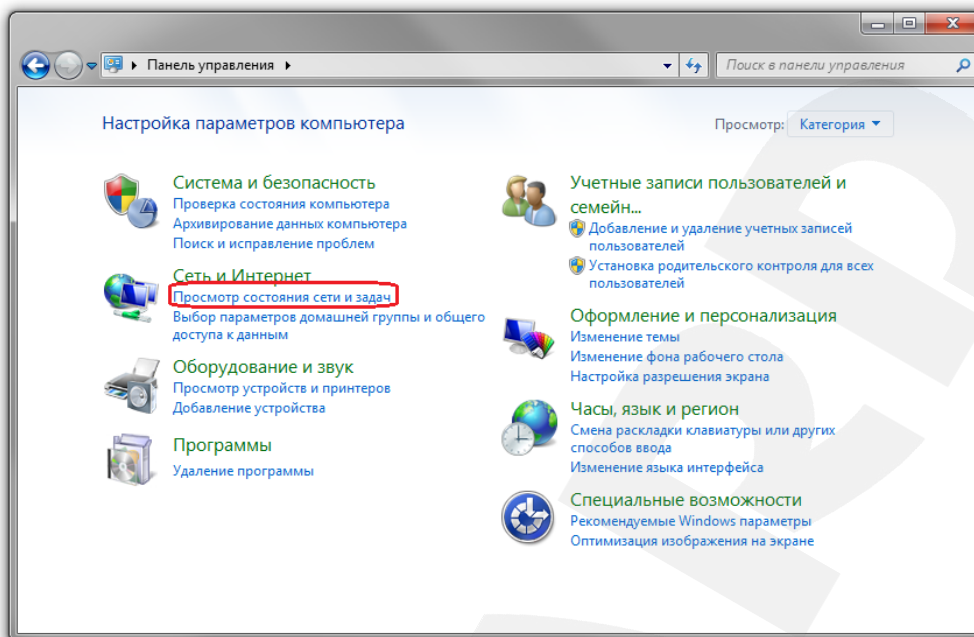 Панель управления
Поиск в панели управления
Настройка параметров компьютера
Просмотр: Категория
Система и безопасность
Проверка состояния компьютера
Архивирование данных компьютера
Поиск и исправление проблем
Сеть и Интернет
Просмотр состояния сети и задач
Выбор параметров домашней группы и общего
доступа к данным
Оборудование и звук
Просмотр устройств и принтеров
Добавление устройства
Программы
Удаление программы
Учетные записи пользователей и
семейн...
Добавление и удаление учетных записей
пользователей
Установка родительского контроля для всех
пользователей
Оформление и персонализация
Изменение темы
Изменение фона рабочего стола
Настройка разрешения экрана
Часы, язык и регион
Смена раскладки клавиатуры или других
способов ввода
Изменение языка интерфейса
Специальные возможности
Рекомендуемые Windows параметры
Оптимизация изображения на экране